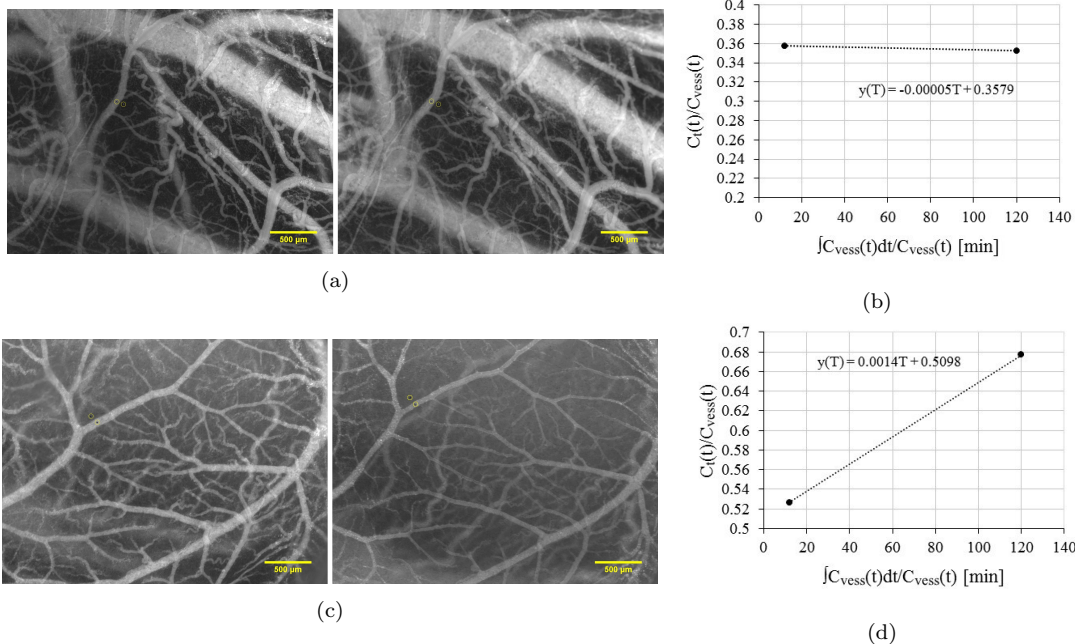 500 µm
500 µm
(a)
0.4
0.36
0.34
0.3
0.28
0.26
0.24
0.22
0.2
0 20 40 60 80 100 120 140
Ct(t)/Cvess(t)
y(T) = -0.00005T + 0.3579
∫Cvess(t)dt/Cvess(t) [min]
(b)
500 µm
500 µm
(c)
0.7
0.68
0.66
0.64
0.62
0.6
0.58
0.56
0.54
0.52
0.5
0 20 40 60 80 100 120 140
Ct(t)/Cvess(t)
y(T) = 0.0014T + 0.5098
∫Cvess(t)dt/Cvess(t) [min]
(d)